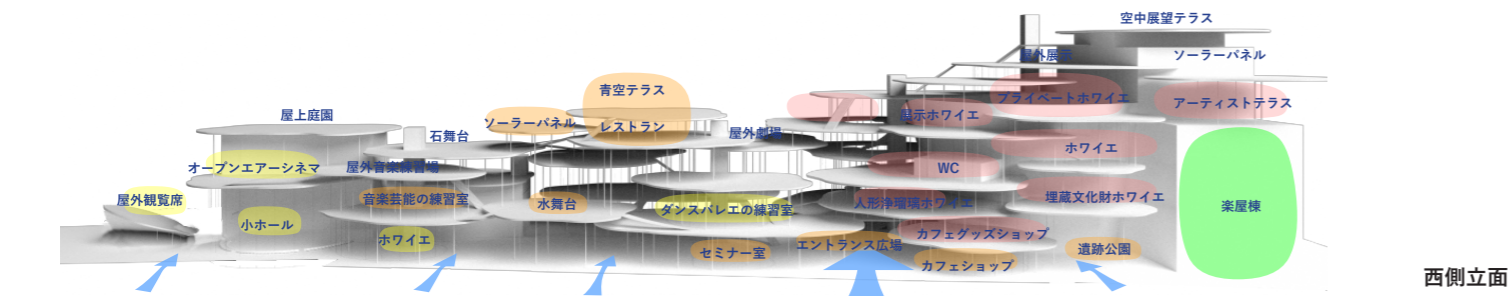 空中展望テラス
屋外展示
ソーラーパネル
青空テラス
プライベートホワイエ
アーティストテラス
屋上庭園
ソーラーパネル
レストラン
展示ホワイエ
石舞台
屋外劇場
ホワイエ
オープンエアーシネマ
屋外音楽練習場
WC
屋外観覧席
音楽芸能の練習室
水舞台
ダンスバレエの練習室
人形浄瑠璃ホワイエ
埋蔵文化財ホワイエ
楽屋棟
小ホール
ホワイエ
セミナー室
エントランス広場
カフェグッズショップ
カフェショップ
遺跡公園
西側立面